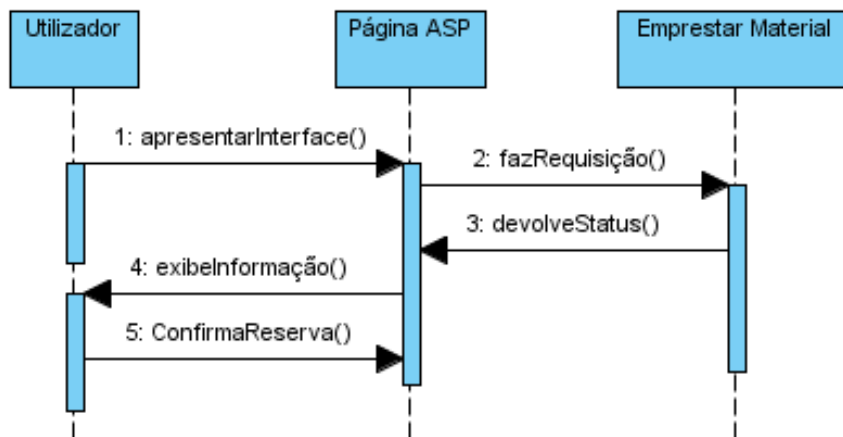 Utilizador
Página ASP
Emprestar Material
1: apresentarInterface()
2: fazRequisição()
3: devolveStatus()
4: exibeInformação()
5: ConfirmaReserva()